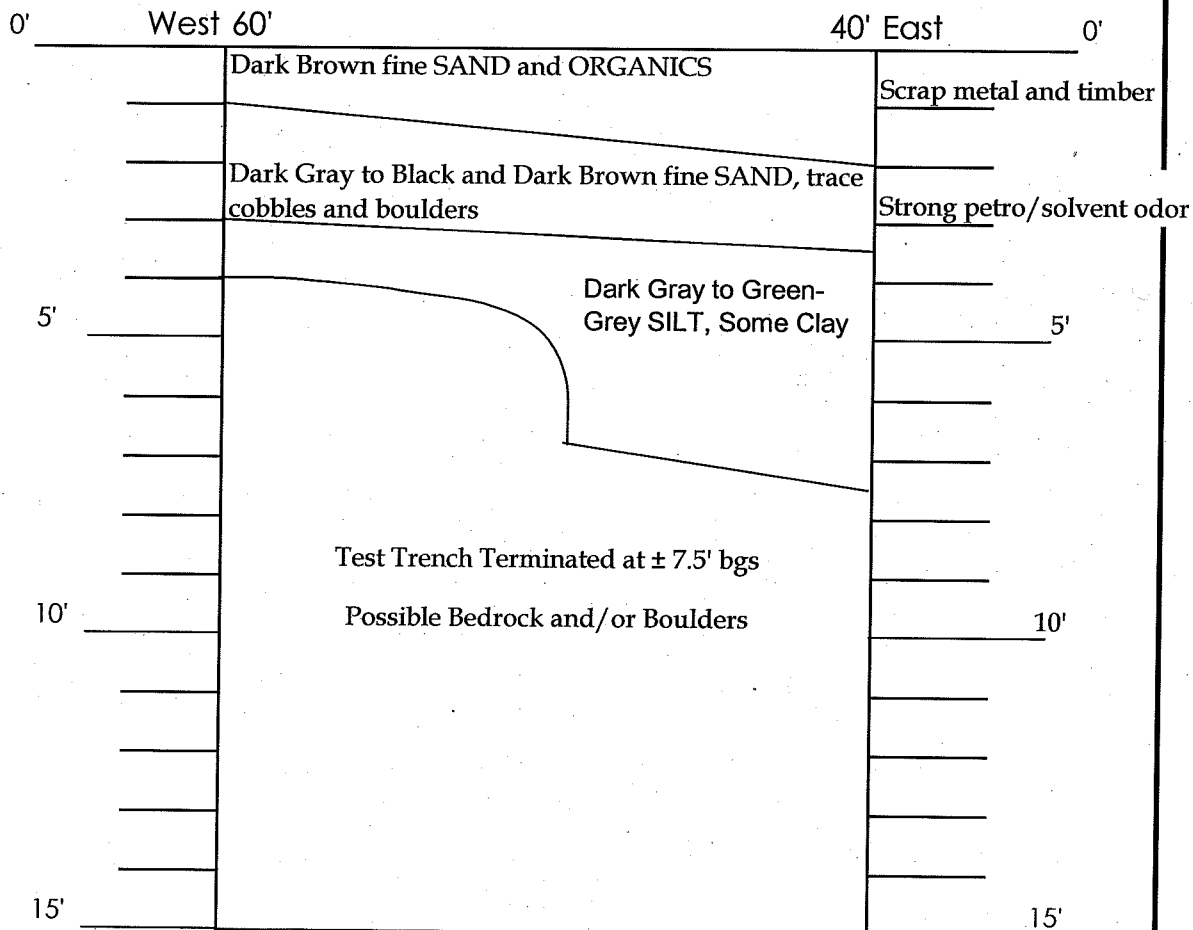 0' West 60' 40' East 0'
Dark Brown fine SAND and ORGANICS
Scrap metal and timber
Dark Gray to Black and Dark Brown fine SAND, trace
cobbles and boulders
Strong petro/solvent odor
Dark Gray to Green-
Grey SILT, Some Clay
5' 5'
Test Trench Terminated at ± 7.5' bgs
Possible Bedrock and/or Boulders
10' 10'
15' 15'